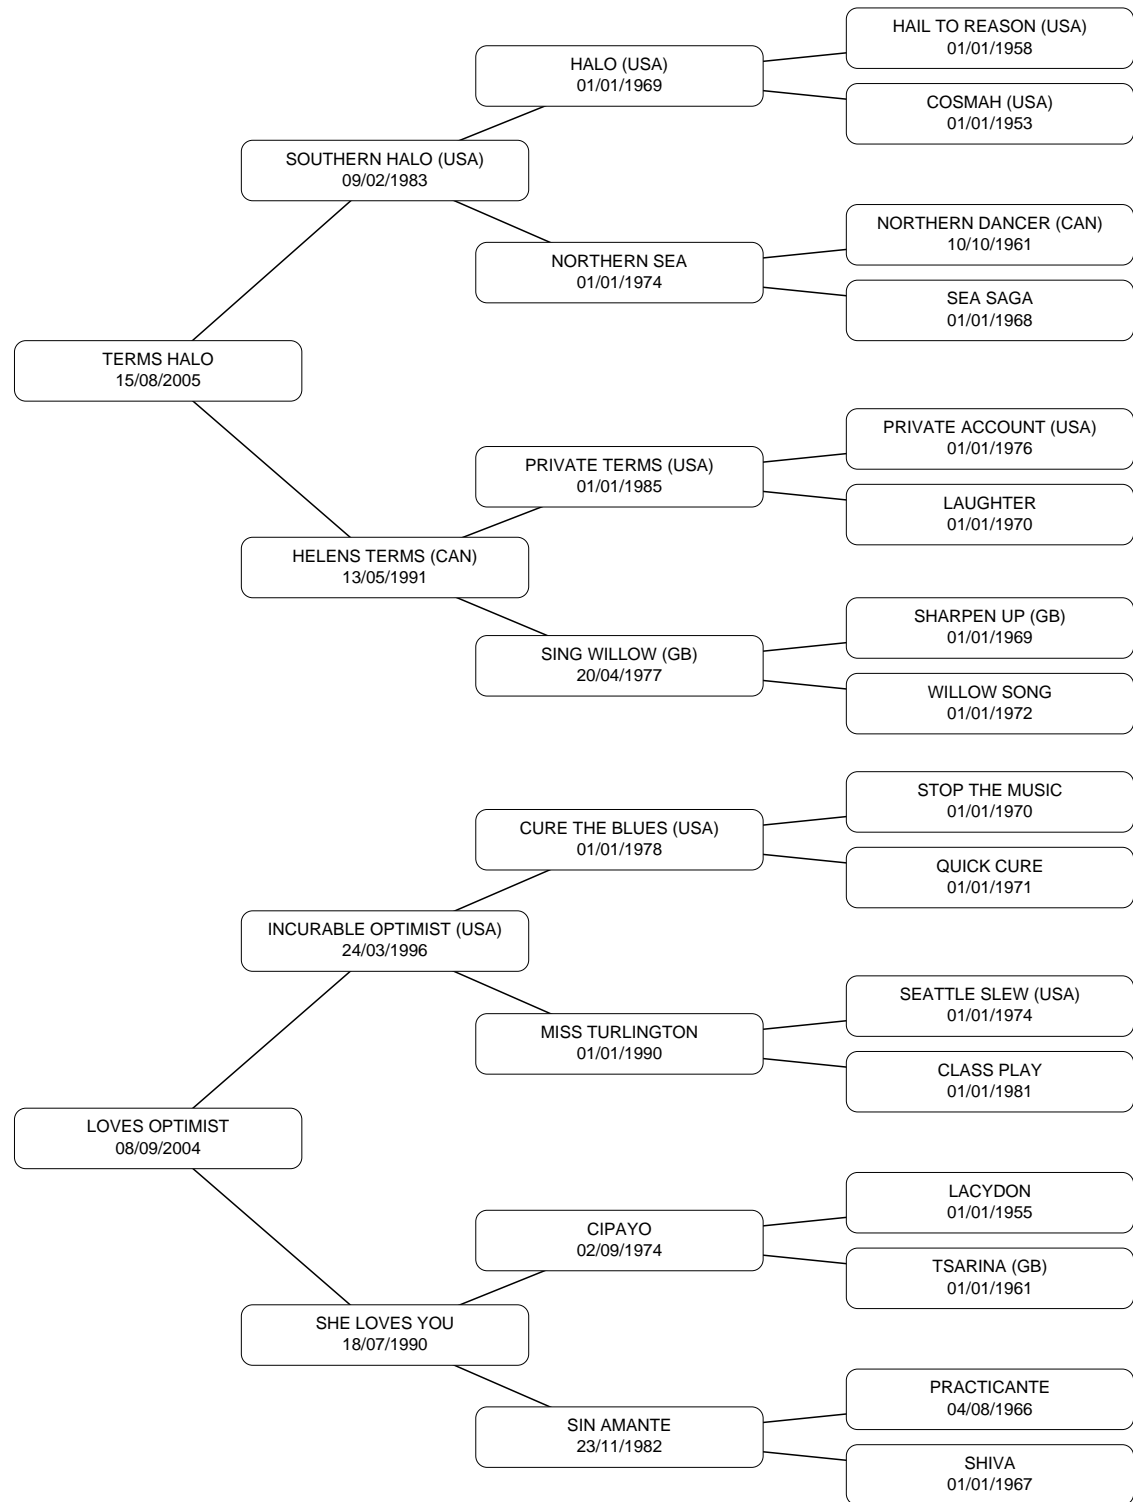 HAIL TO REASON (USA)
01/01/1958
HALO (USA)
01/01/1969
COSMAH (USA)
01/01/1953
SOUTHERN HALO (USA)
09/02/1983
NORTHERN DANCER (CAN)
10/10/1961
NORTHERN SEA
01/01/1974
SEA SAGA
01/01/1968
TERMS HALO
15/08/2005
PRIVATE ACCOUNT (USA)
01/01/1976
PRIVATE TERMS (USA)
01/01/1985
LAUGHTER
01/01/1970
HELENS TERMS (CAN)
13/05/1991
SHARPEN UP (GB)
01/01/1969
SING WILLOW (GB)
20/04/1977
WILLOW SONG
01/01/1972
STOP THE MUSIC
01/01/1970
CURE THE BLUES (USA)
01/01/1978
QUICK CURE
01/01/1971
INCURABLE OPTIMIST (USA)
24/03/1996
SEATTLE SLEW (USA)
01/01/1974
MISS TURLINGTON
01/01/1990
CLASS PLAY
01/01/1981
LOVES OPTIMIST
08/09/2004
LACYDON
01/01/1955
CIPAYO
02/09/1974
TSARINA (GB)
01/01/1961
SHE LOVES YOU
18/07/1990
PRACTICANTE
04/08/1966
SIN AMANTE
23/11/1982
SHIVA
01/01/1967